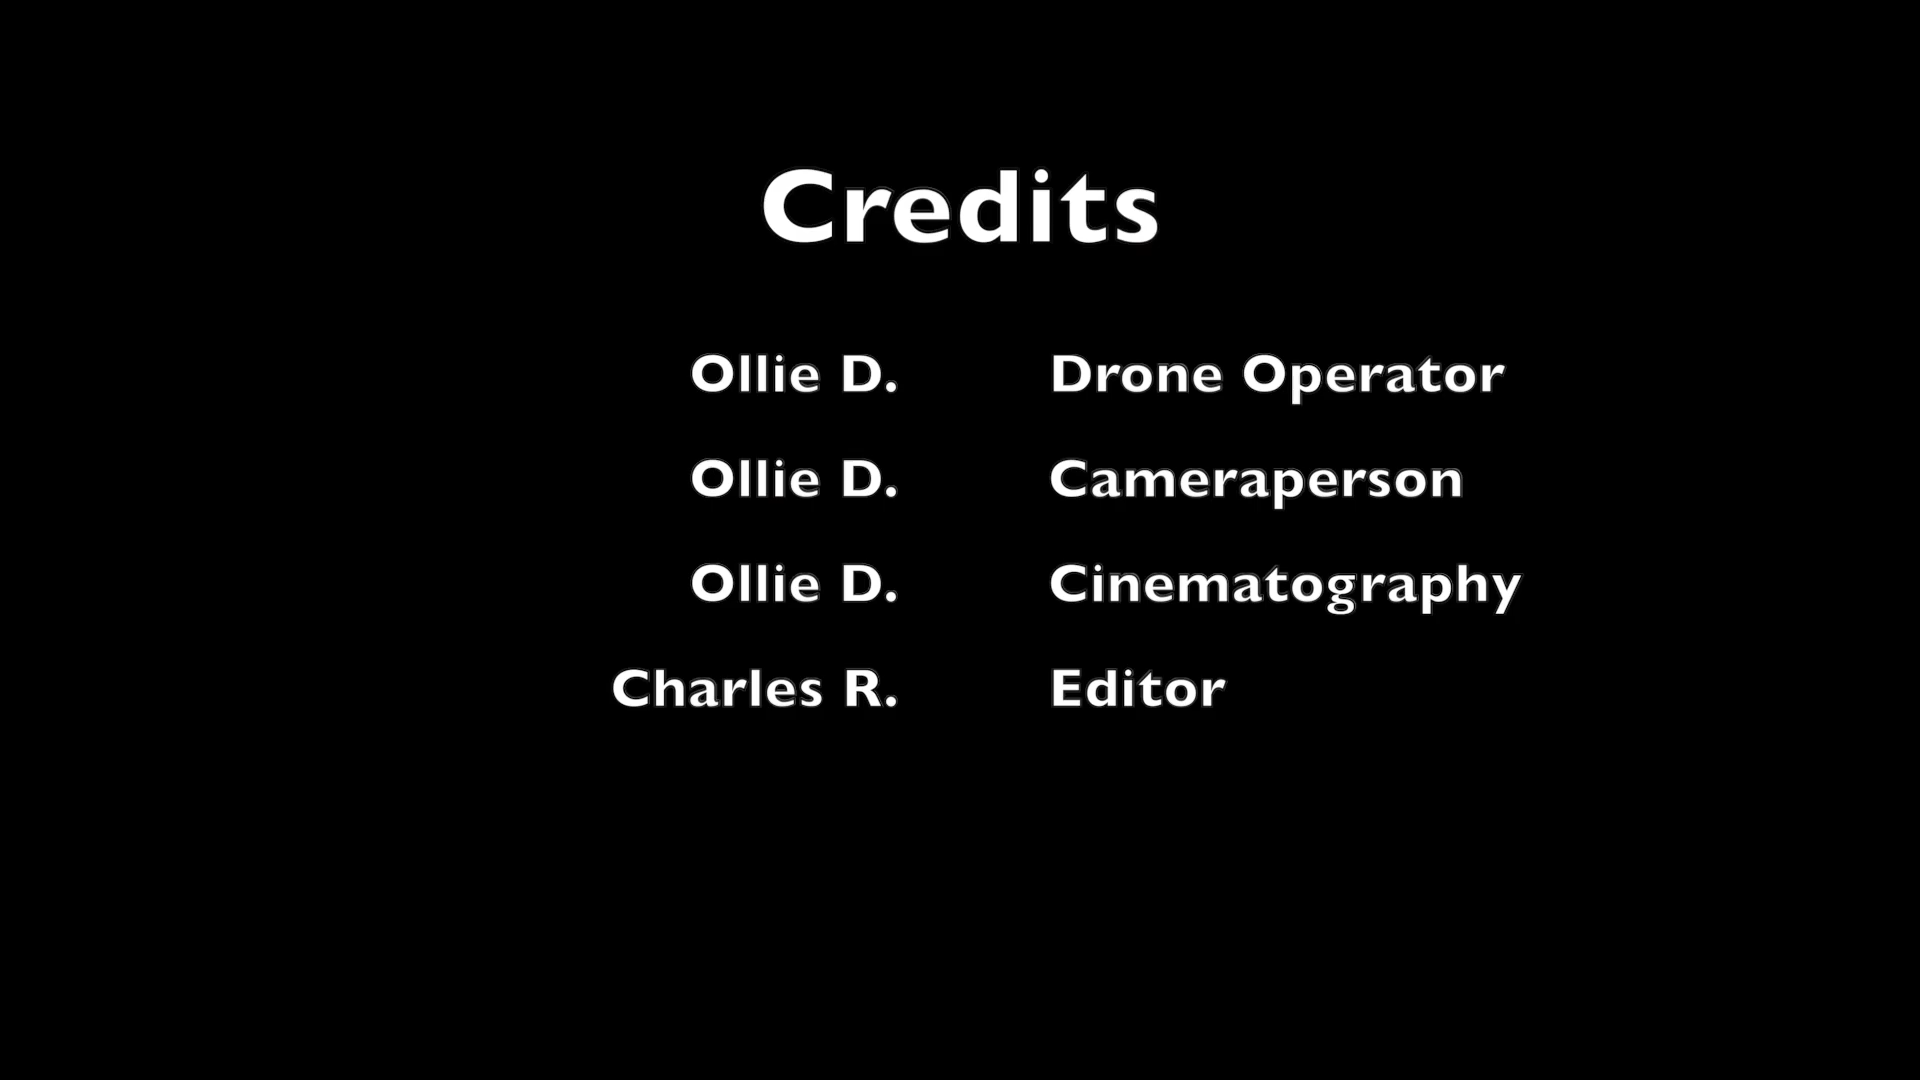 Credits
Ollie D. Drone Operator
Ollie D. Cameraperson
Ollie D. Cinematography
Charles R. Editor